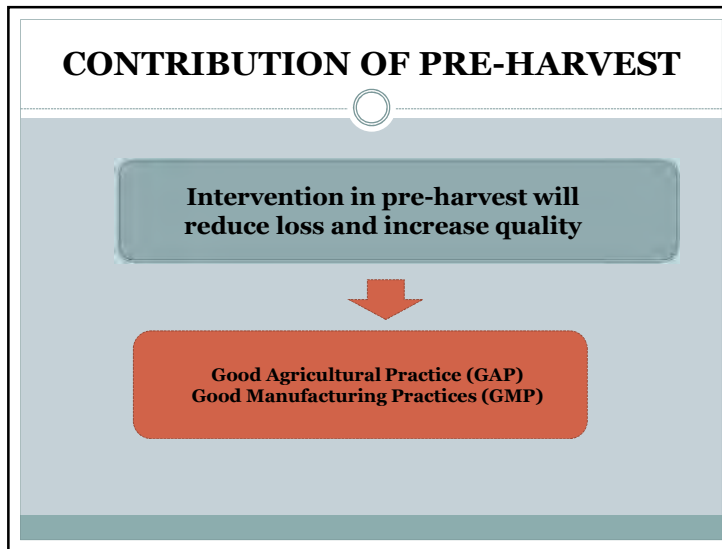 CONTRIBUTION OF PRE-HARVEST
Intervention in pre-harvest will
reduce loss and increase quality
Good Agricultural Practice (GAP)
Good Manufacturing Practices (GMP)